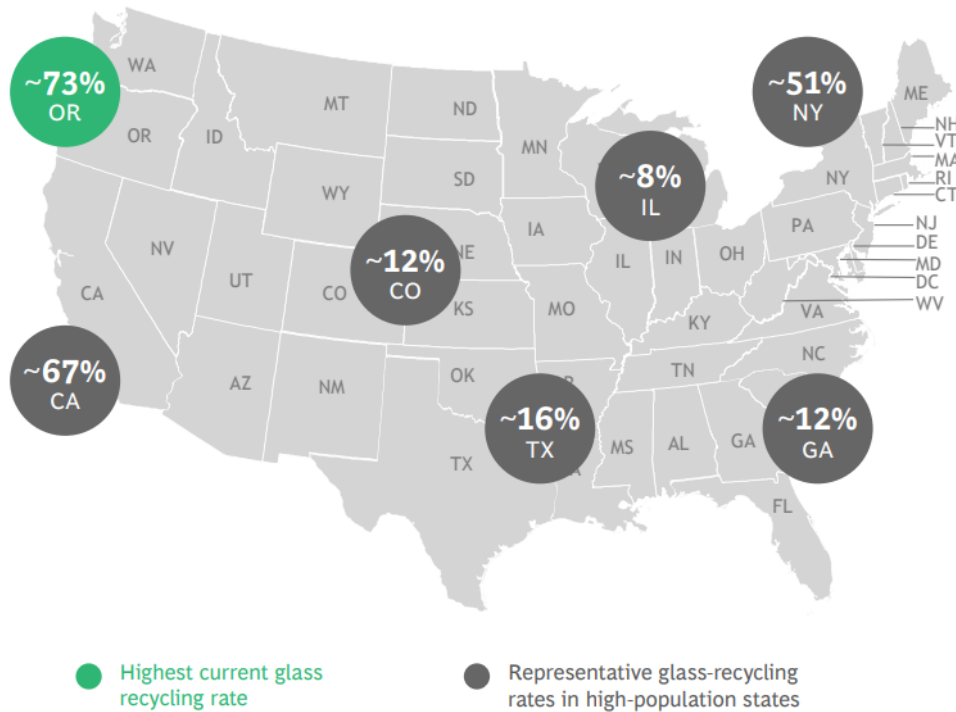 ~73%
OR
~51%
NY
~8%
IL
~12%
CO
~67%
CA
~16%
TX
~12%
GA
WA
MT
ND
MN
ME
OR
ID
SD
WY
NY
NH
VT
MA
RI
CT
IA
NE
PA
NJ
DE
MD
DC
WV
NV
UT
CO
KS
MO
IL
IN
OH
CA
KY
VA
AZ
NM
OK
TN
NC
TX
MS
AL
GA
FL
Highest current glass
recycling rate
Representative glass-recycling
rates in high-population states